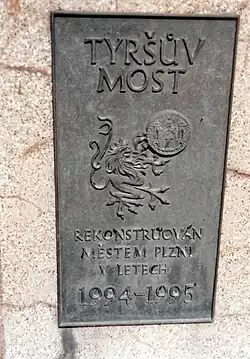 TYRŠŮV
MOST
REKONSTRUOVÁN
MĚSTEM PLZNÍ
V LETECH
1994-1995